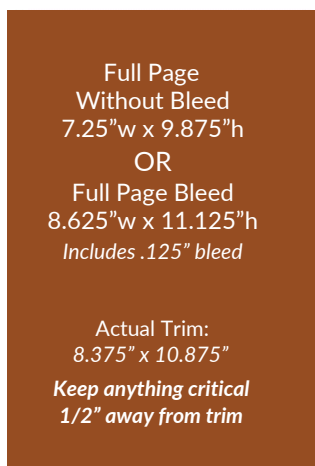 Full Page
Without Bleed
7.25”w x 9.875”h
OR
Full Page Bleed
8.625”w x 11.125”h
Includes .125” bleed
Actual Trim:
8.375” x 10.875”
Keep anything critical
1/2” away from trim